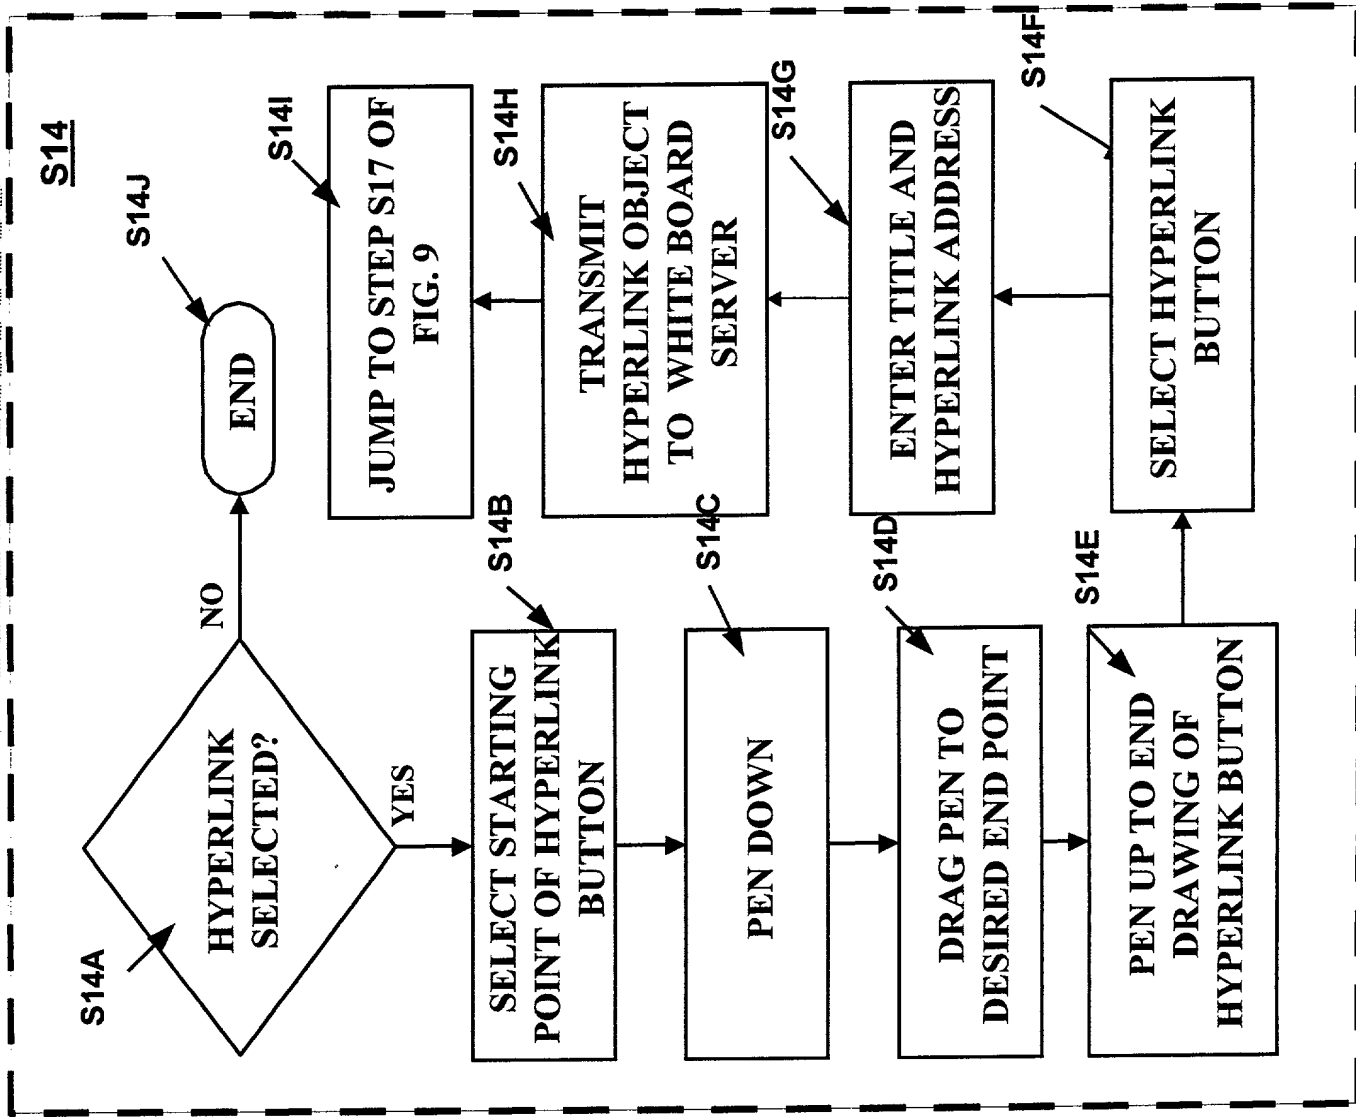 S14
S14A
HYPERLINK
SELECTED?
NO
S14J
END
YES
S14B
SELECT STARTING
POINT OF HYPERLINK
BUTTON
S14C
PEN DOWN
S14D
DRAG PEN TO
DESIRED END POINT
S14E
PEN UP TO END
DRAWING OF
HYPERLINK BUTTON
S14F
SELECT HYPERLINK
BUTTON
S14G
ENTER TITLE AND
HYPERLINK ADDRESS
S14H
TRANSMIT
HYPERLINK OBJECT
TO WHITE BOARD
SERVER
S14I
JUMP TO STEP S17 OF
FIG. 9